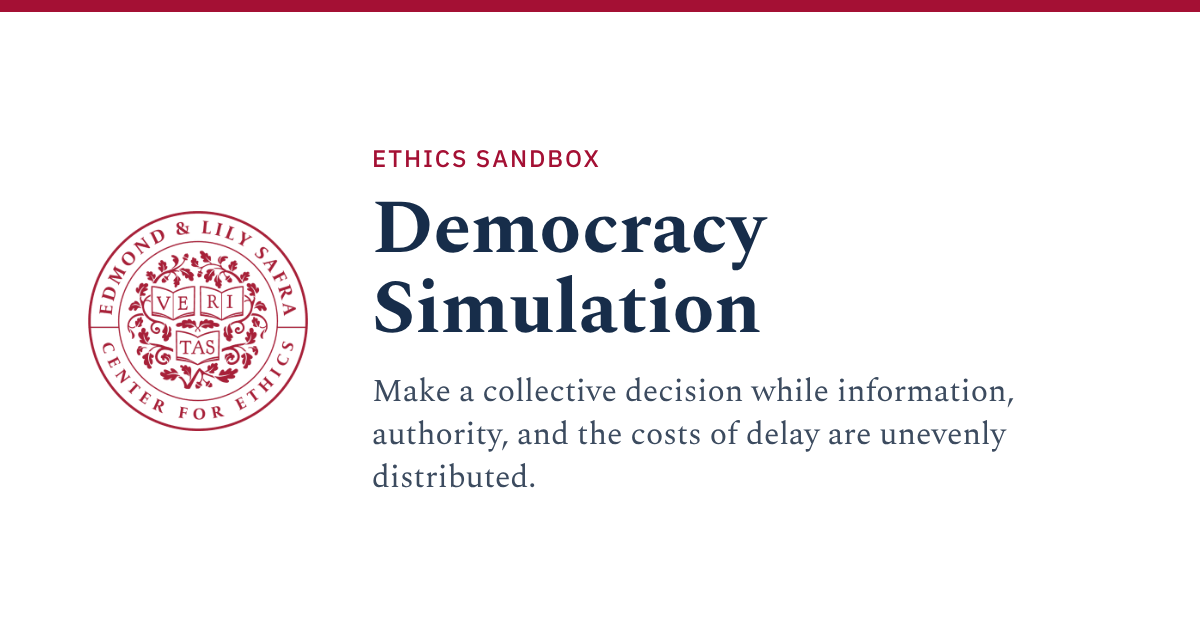 EDMOND & LILY SAFRA
CENTER FOR ETHICS
VE RI
TAS
ETHICS SANDBOX
Democracy
Simulation
Make a collective decision while information,
authority, and the costs of delay are unevenly
distributed.